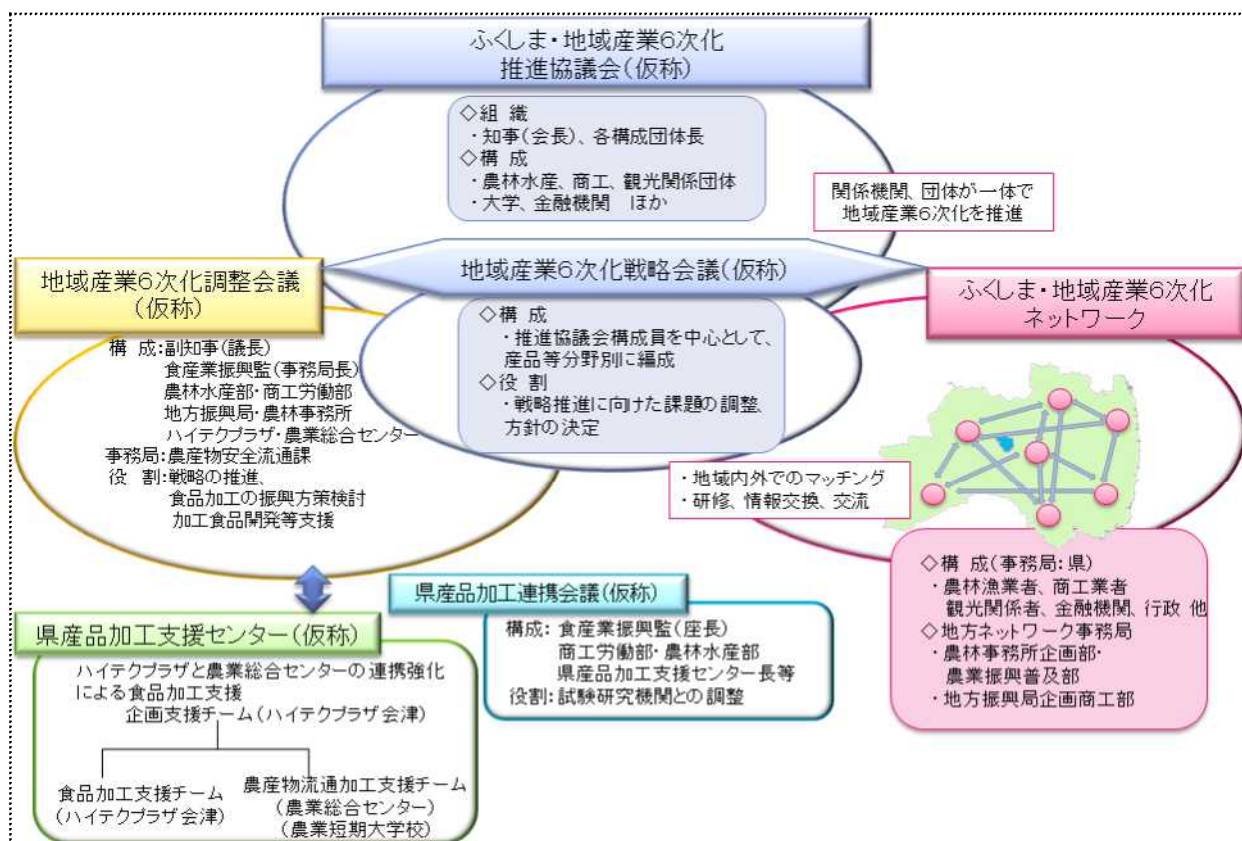 ふくしま・地域産業6次化
推進協議会(仮称)
◇組 織
・知事(会長)、各構成団体長
◇構 成
・農林水産、商工、観光関係団体
・大学、金融機関 ほか
関係機関、団体が一体で
地域産業6次化を推進
地域産業6次化戦略会議(仮称)
◇構 成
・推進協議会構成員を中心として、
産品等分野別に編成
◇役 割
・戦略推進に向けた課題の調整、
方針の決定
地域産業6次化調整会議
(仮称)
構 成:副知事(議長)
食産業振興監(事務局長)
農林水産部・商工労働部
地方振興局・農林事務所
ハイテクプラザ・農業総合センター
事務局:農産物安全流通課
役 割:戦略の推進、
食品加工の振興方策検討
加工食品開発等支援
ふくしま・地域産業6次化
ネットワーク
・地域内外でのマッチング
・研修、情報交換、交流
◇構 成(事務局:県)
・農林漁業者、商工業者
観光関係者、金融機関、行政 他
◇地方ネットワーク事務局
・農林事務所企画部・
農業振興普及部
・地方振興局企画商工部
県産品加工支援センター(仮称)
ハイテクプラザと農業総合センターの連携強化
による食品加工支援
企画支援チーム(ハイテクプラザ会津)
食品加工支援チーム
(ハイテクプラザ会津)
農産物流通加工支援チーム
(農業総合センター)
(農業短期大学校)
県産品加工連携会議(仮称)
構成: 食産業振興監(座長)
商工労働部・農林水産部
県産品加工支援センター長等
役割:試験研究機関との調整